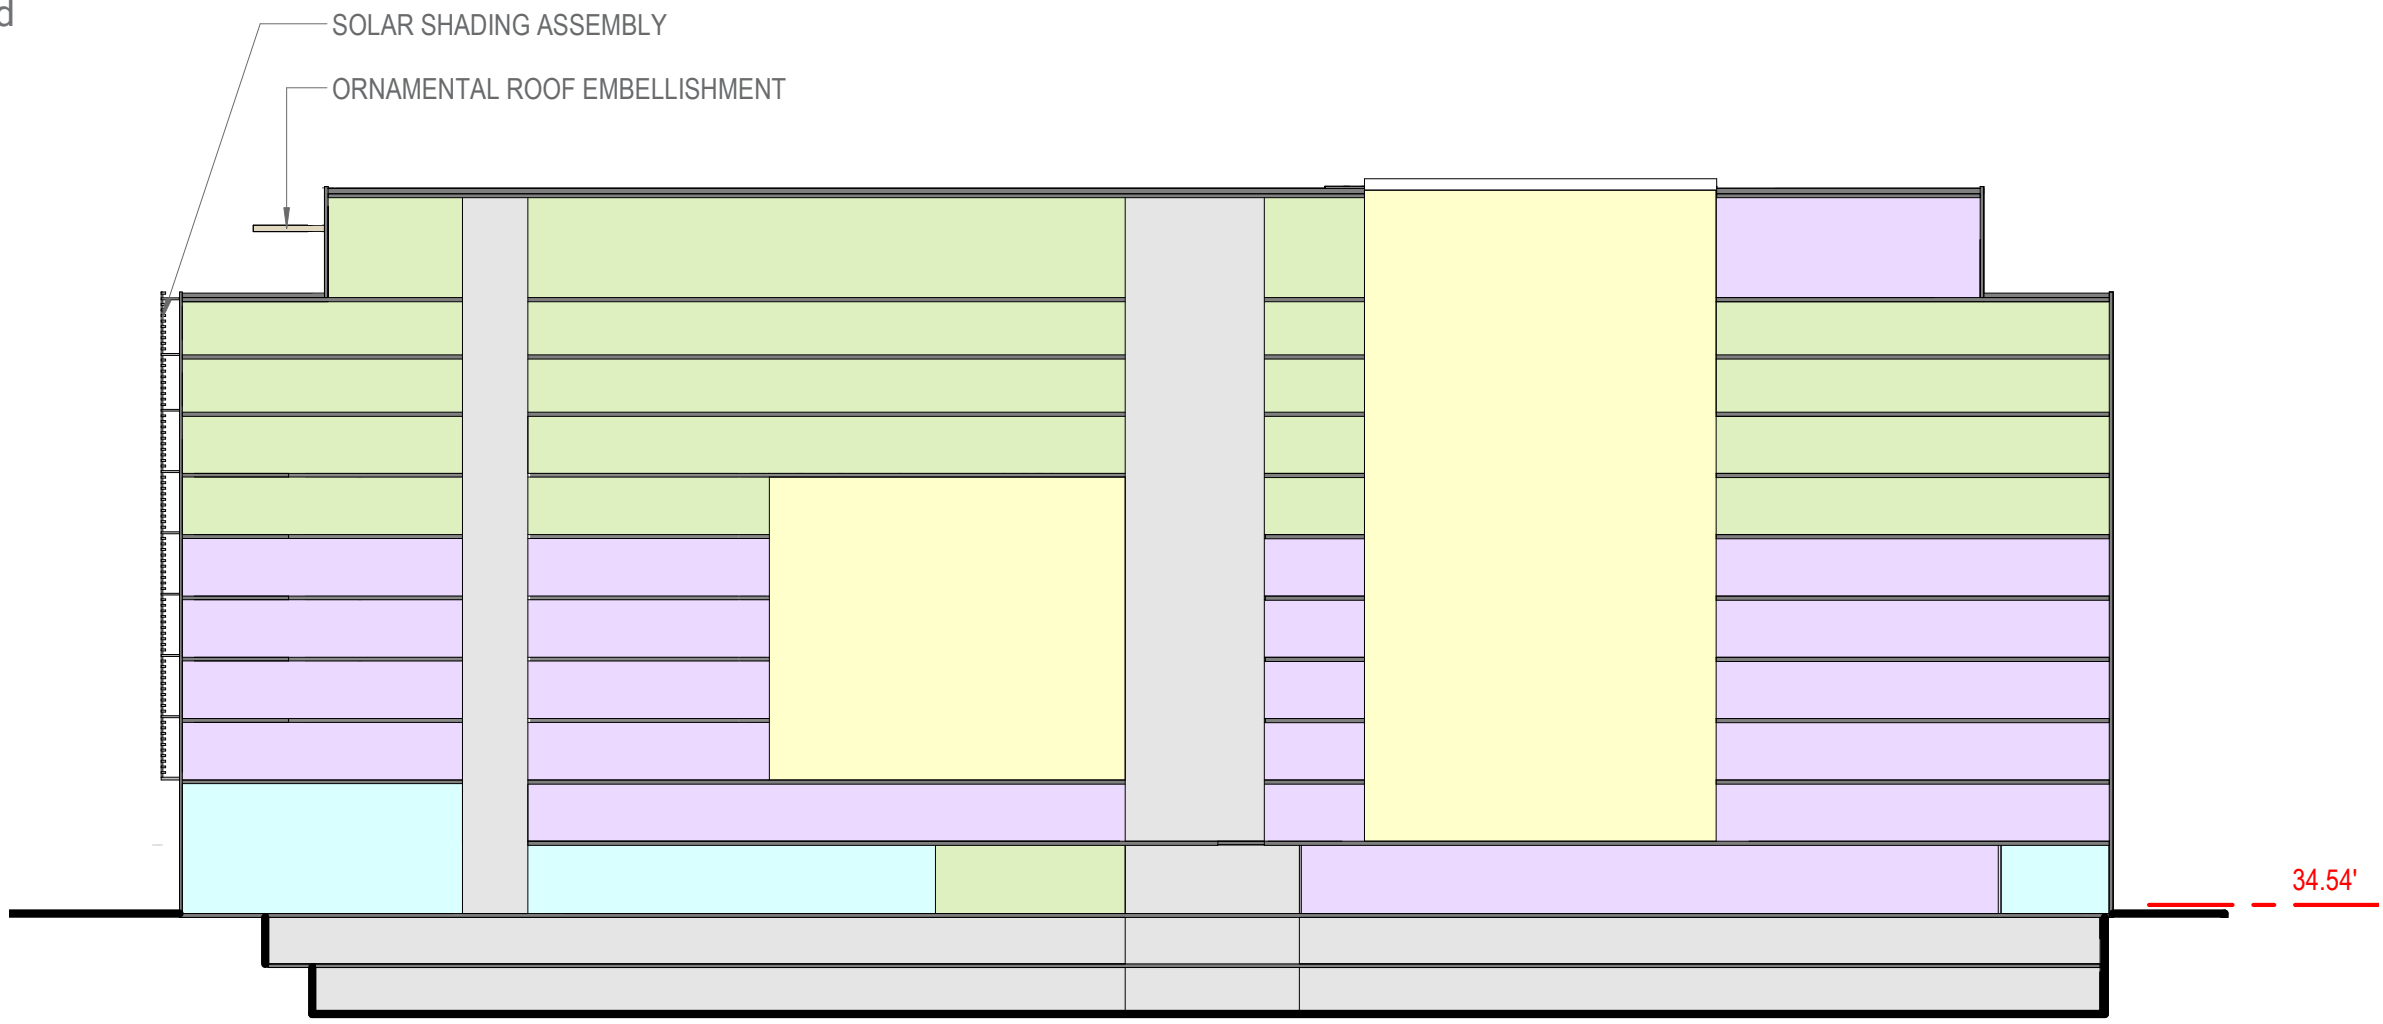 SOLAR SHADING ASSEMBLY
ORNAMENTAL ROOF EMBELLISHMENT
34.54'